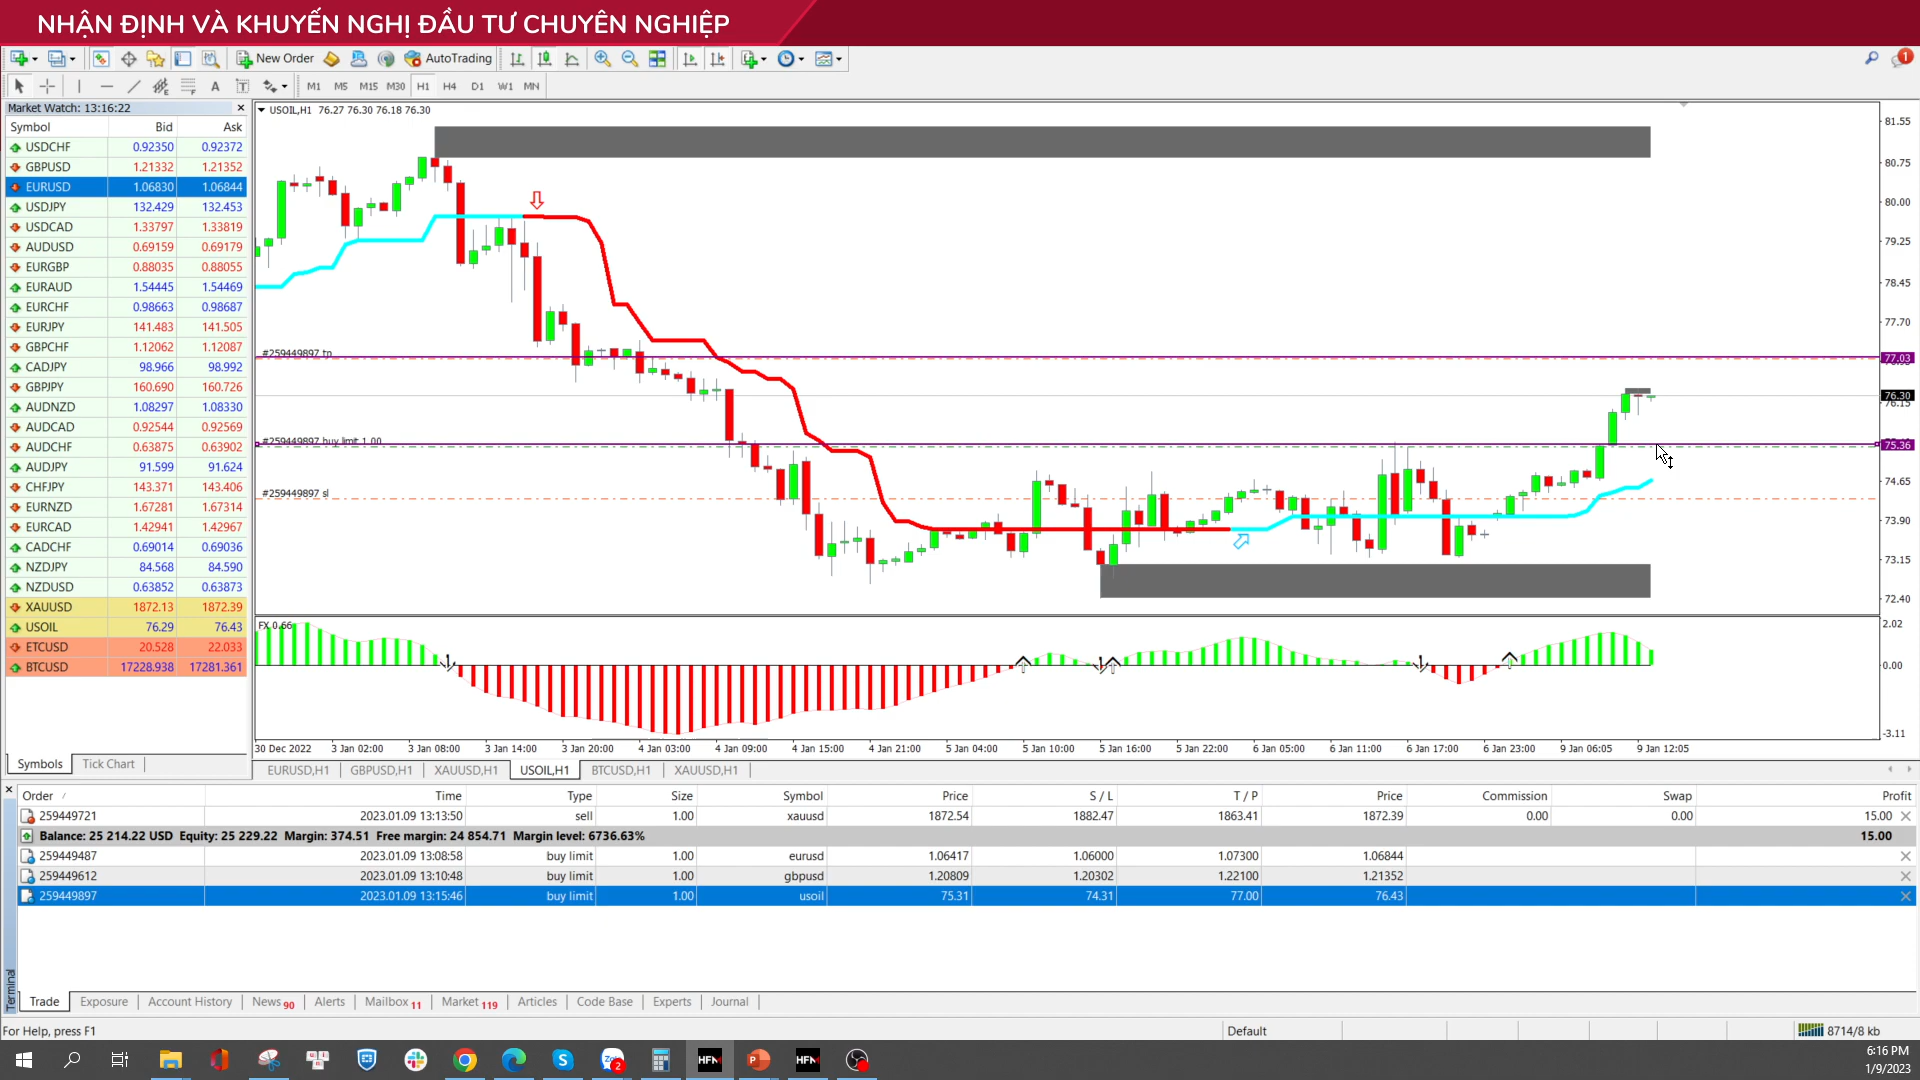 NHẬN ĐỊNH VÀ KHUYẾN NGHỊ ĐẦU TƯ CHUYÊN NGHIỆP
New Order AutoTrading 1
A T M1 M5 M15 M30 H1 H4 D1 W1 MN
Market Watch: 13:16:22
Symbol Bid Ask
USDCHF 0.92350 0.92372
GBPUSD 1.21332 1.21352
EURUSD 1.06830 1.06844
USDJPY 132.429 132.453
USDCAD 1.33797 1.33819
AUDUSD 0.69159 0.69179
EURGBP 0.88035 0.88055
EURAUD 1.54445 1.54469
EURCHF 0.98663 0.98687
EURJPY 141.483 141.505
GBPCHF 1.12062 1.12087
CADJPY 98.966 98.992
GBPJPY 160.690 160.726
AUDNZD 1.08297 1.08330
AUDCAD 0.92544 0.92569
AUDCHF 0.63875 0.63902
AUDJPY 91.599 91.624
CHFJPY 143.371 143.406
EURNZD 1.67281 1.67314
EURCAD 1.42941 1.42967
CADCHF 0.69014 0.69036
NZDJPY 84.568 84.590
NZDUSD 0.63852 0.63873
XAUUSD 1872.13 1872.39
USOIL 76.29 76.43
ETCUSD 20.528 22.033
BTCUSD 17228.938 17281.361
Symbols Tick Chart
USOIL,H1 76.27 76.30 76.18 76.30
81.55
80.75
80.00
79.25
78.45
77.70
#259449897 tp
77.03
76.30
76.15
#259449897 buy limit 1.00
75.36
74.65
#259449897 sl
73.90
73.15
72.40
FX 0.66
2.02
0.00
-3.11
30 Dec 2022 3 Jan 02:00 3 Jan 08:00 3 Jan 14:00 3 Jan 20:00 4 Jan 03:00 4 Jan 09:00 4 Jan 15:00 4 Jan 21:00 5 Jan 04:00 5 Jan 10:00 5 Jan 16:00 5 Jan 22:00 6 Jan 05:00 6 Jan 11:00 6 Jan 17:00 6 Jan 23:00 9 Jan 06:05 9 Jan 12:05
EURUSD,H1 GBPUSD,H1 XAUUSD,H1 USOIL,H1 BTCUSD,H1 XAUUSD,H1
Order Time Type Size Symbol Price S / L T / P Price Commission Swap Profit
259449721 2023.01.09 13:13:50 sell 1.00 xauusd 1872.54 1882.47 1863.41 1872.39 0.00 0.00 15.00
Balance: 25 214.22 USD Equity: 25 229.22 Margin: 374.51 Free margin: 24 854.71 Margin level: 6736.63% 15.00
259449487 2023.01.09 13:08:58 buy limit 1.00 eurusd 1.06417 1.06000 1.07300 1.06844
259449612 2023.01.09 13:10:48 buy limit 1.00 gbpusd 1.20809 1.20302 1.22100 1.21352
259449897 2023.01.09 13:15:46 buy limit 1.00 usoil 75.31 74.31 77.00 76.43
Terminal
Trade Exposure Account History News 90 Alerts Mailbox 11 Market 119 Articles Code Base Experts Journal
For Help, press F1 Default 8714/8 kb
Zalo 2 HFM HFM
6:16 PM
1/9/2023